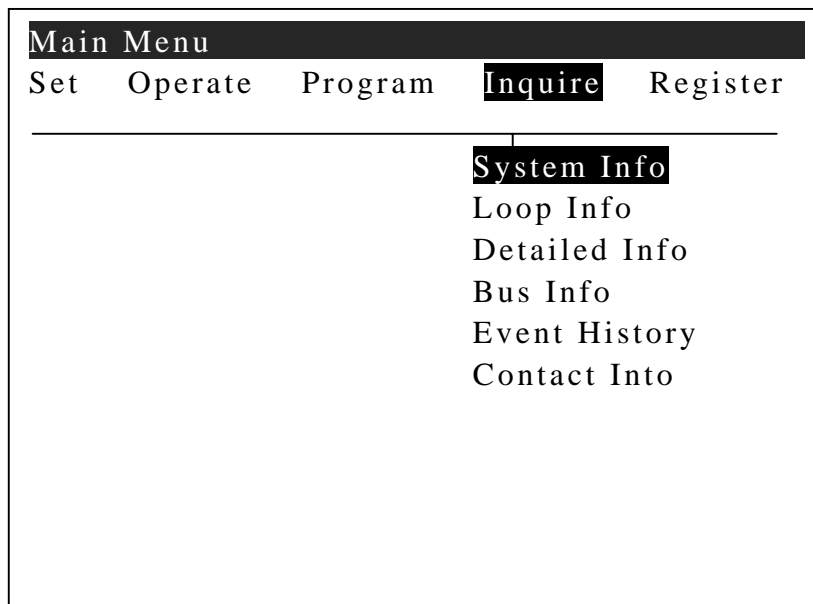 Main Menu
Set Operate Program Inquire Register
System Info
Loop Info
Detailed Info
Bus Info
Event History
Contact Into